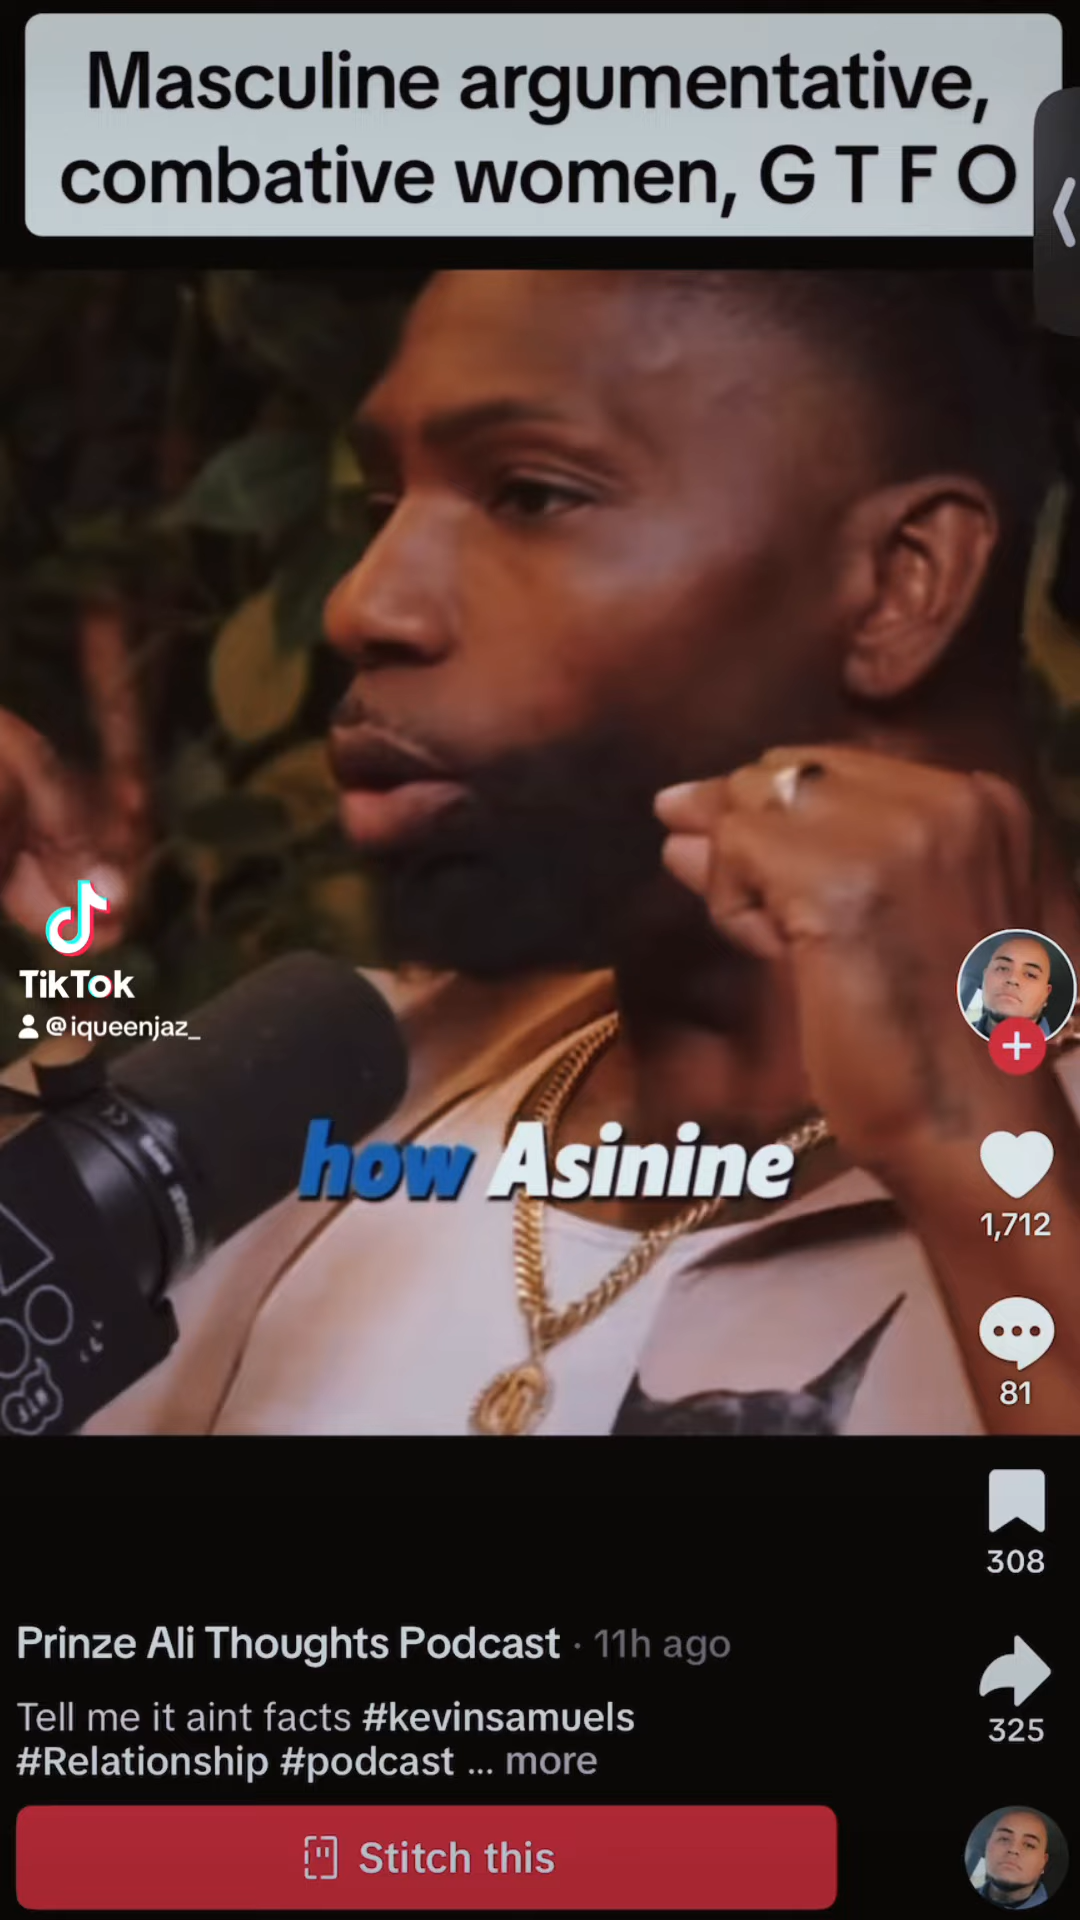 Masculine argumentative,
combative women, G T F O
TikTok
@iqueenjaz_
how Asinine
1,712
81
308
Prinze Ali Thoughts Podcast · 11h ago
325
Tell me it aint facts #kevinsamuels
#Relationship #podcast ... more
Stitch this